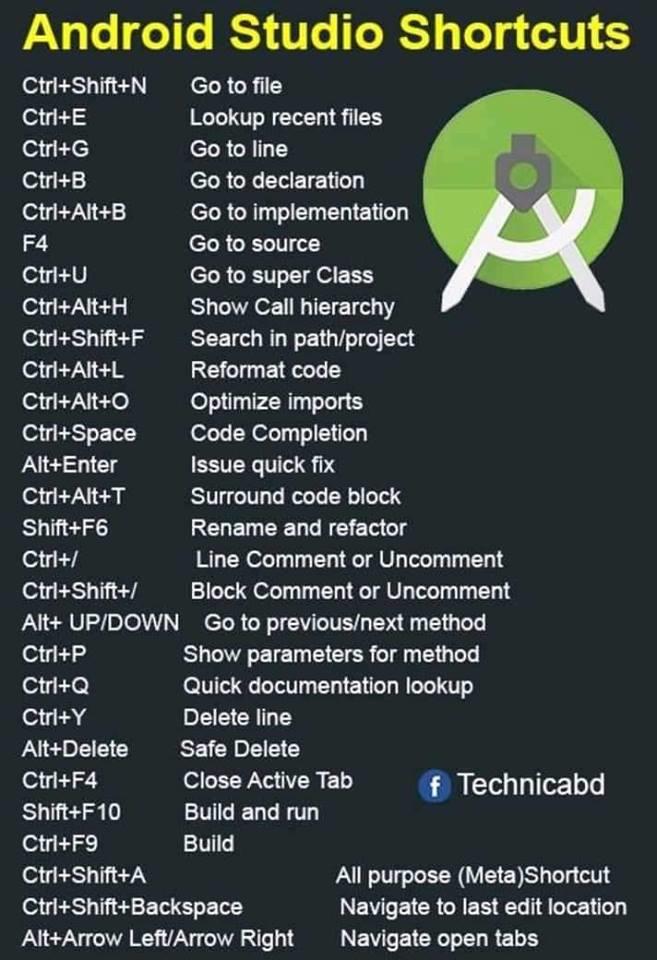 Android Studio Shortcuts
Ctrl+Shift+N Go to file
Ctrl+E Lookup recent files
Ctrl+G Go to line
Ctrl+B Go to declaration
Ctrl+Alt+B Go to implementation
F4 Go to source
Ctrl+U Go to super Class
Ctrl+Alt+H Show Call hierarchy
Ctrl+Shift+F Search in path/project
Ctrl+Alt+L Reformat code
Ctrl+Alt+O Optimize imports
Ctrl+Space Code Completion
Alt+Enter Issue quick fix
Ctrl+Alt+T Surround code block
Shift+F6 Rename and refactor
Ctrl+/ Line Comment or Uncomment
Ctrl+Shift+/ Block Comment or Uncomment
Alt+ UP/DOWN Go to previous/next method
Ctrl+P Show parameters for method
Ctrl+Q Quick documentation lookup
Ctrl+Y Delete line
Alt+Delete Safe Delete
Ctrl+F4 Close Active Tab
f Technicabd
Shift+F10 Build and run
Ctrl+F9 Build
Ctrl+Shift+A All purpose (Meta)Shortcut
Ctrl+Shift+Backspace Navigate to last edit location
Alt+Arrow Left/Arrow Right Navigate open tabs